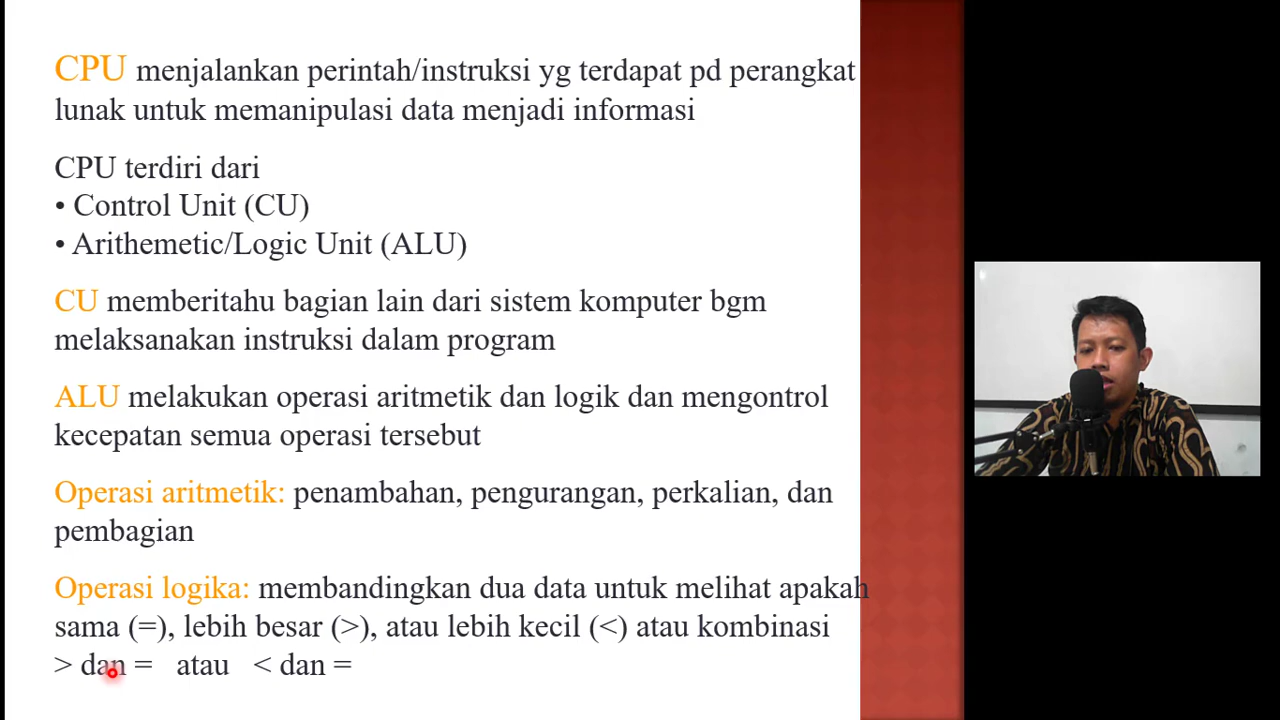 CPU menjalankan perintah/instruksi yg terdapat pd perangkat
lunak untuk memanipulasi data menjadi informasi
CPU terdiri dari
• Control Unit (CU)
• Arithemetic/Logic Unit (ALU)
CU memberitahu bagian lain dari sistem komputer bgm
melaksanakan instruksi dalam program
ALU melakukan operasi aritmetik dan logik dan mengontrol
kecepatan semua operasi tersebut
Operasi aritmetik: penambahan, pengurangan, perkalian, dan
pembagian
Operasi logika: membandingkan dua data untuk melihat apakah
sama (=), lebih besar (>), atau lebih kecil (<) atau kombinasi
> dan = atau < dan =